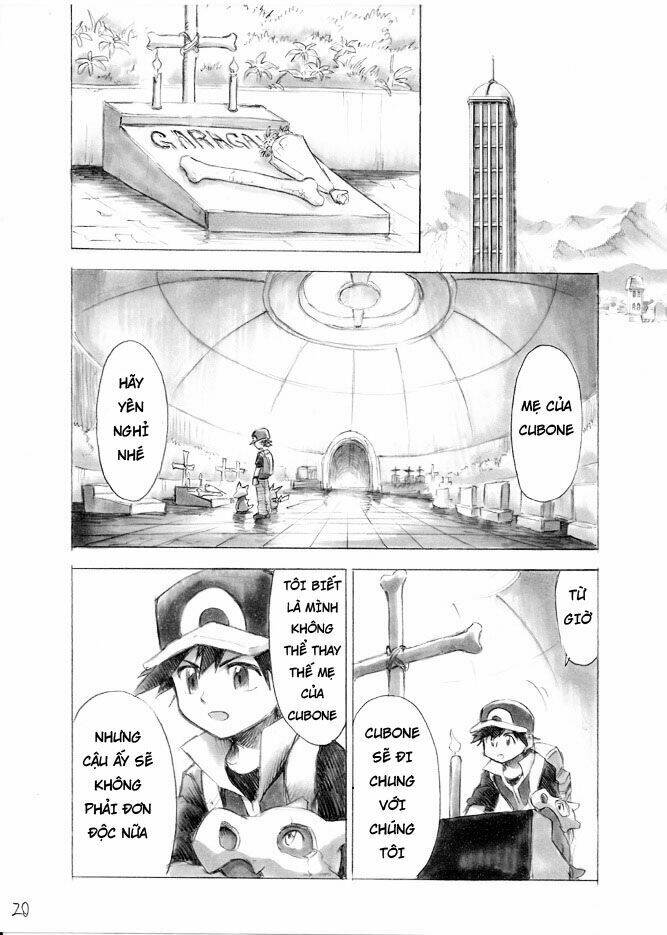 GARAGA
MẸ CỦA
CUBONE
HÃY
YÊN
NGHỈ
NHÉ
TỪ
GIỜ
CUBONE
SẼ ĐI
CHUNG
VỚI
CHÚNG
TÔI
TÔI BIẾT
LÀ MÌNH
KHÔNG
THỂ THAY
THẾ MẸ
CỦA
CUBONE
NHƯNG
CẬU ẤY SẼ
KHÔNG
PHẢI ĐƠN
ĐỘC NỮA
20